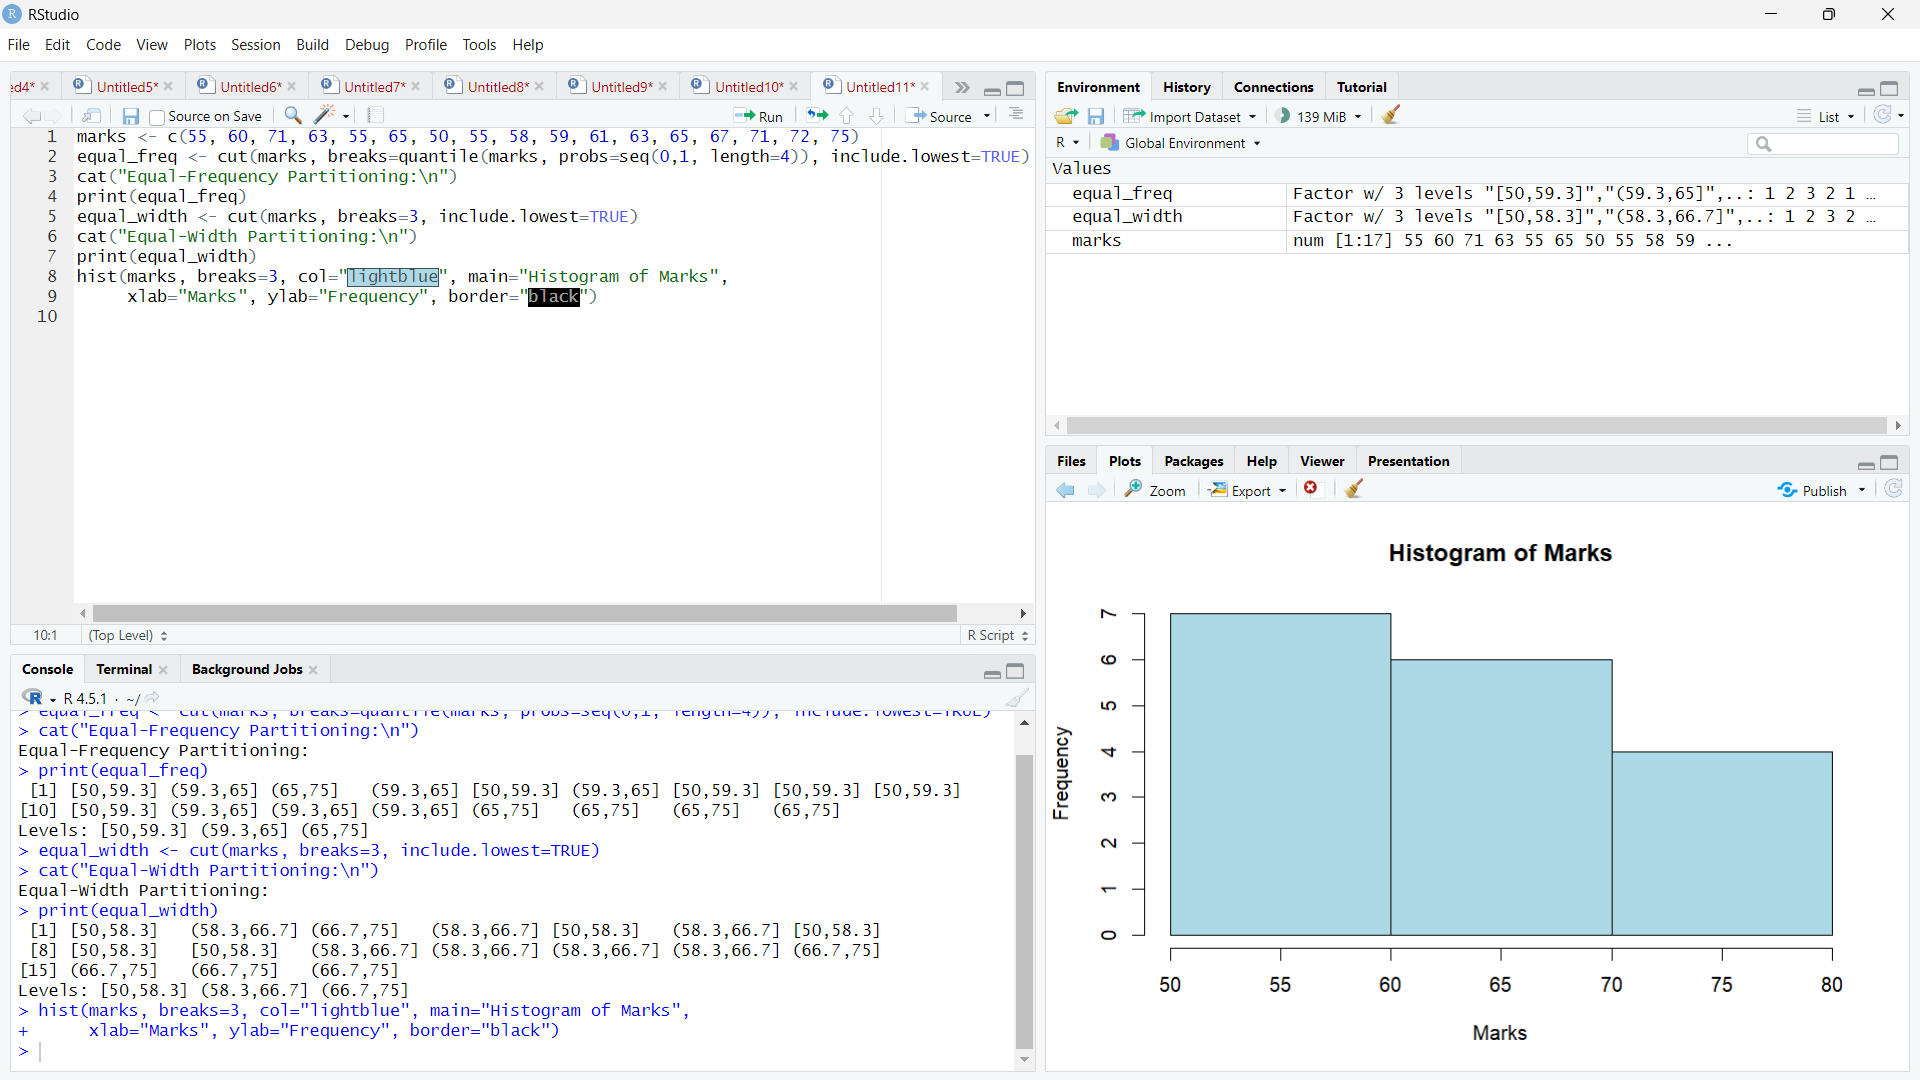 RStudio
File Edit Code View Plots Session Build Debug Profile Tools Help
ed4* Untitled5* Untitled6* Untitled7* Untitled8* Untitled9* Untitled10* Untitled11*
Source on Save Run Source
1 marks <- c(55, 60, 71, 63, 55, 65, 50, 55, 58, 59, 61, 63, 65, 67, 71, 72, 75)
2 equal_freq <- cut(marks, breaks=quantile(marks, probs=seq(0,1, length=4)), include.lowest=TRUE)
3 cat("Equal-Frequency Partitioning:\n")
4 print(equal_freq)
5 equal_width <- cut(marks, breaks=3, include.lowest=TRUE)
6 cat("Equal-Width Partitioning:\n")
7 print(equal_width)
8 hist(marks, breaks=3, col="lightblue", main="Histogram of Marks",
9 xlab="Marks", ylab="Frequency", border="black")
10
10:1 (Top Level) R Script
Console Terminal Background Jobs
R 4.5.1 · ~/
> equal_freq <- cut(marks, breaks=quantile(marks, probs=seq(0,1, length=4)), include.lowest=TRUE)
> cat("Equal-Frequency Partitioning:\n")
Equal-Frequency Partitioning:
> print(equal_freq)
[1] [50,59.3] (59.3,65] (65,75] (59.3,65] [50,59.3] (59.3,65] [50,59.3] [50,59.3] [50,59.3]
[10] [50,59.3] (59.3,65] (59.3,65] (59.3,65] (65,75] (65,75] (65,75] (65,75]
Levels: [50,59.3] (59.3,65] (65,75]
> equal_width <- cut(marks, breaks=3, include.lowest=TRUE)
> cat("Equal-Width Partitioning:\n")
Equal-Width Partitioning:
> print(equal_width)
[1] [50,58.3] (58.3,66.7] (66.7,75] (58.3,66.7] [50,58.3] (58.3,66.7] [50,58.3]
[8] [50,58.3] [50,58.3] (58.3,66.7] (58.3,66.7] (58.3,66.7] (58.3,66.7] (66.7,75]
[15] (66.7,75] (66.7,75] (66.7,75]
Levels: [50,58.3] (58.3,66.7] (66.7,75]
> hist(marks, breaks=3, col="lightblue", main="Histogram of Marks",
+ xlab="Marks", ylab="Frequency", border="black")
>
Environment History Connections Tutorial
Import Dataset 139 MiB List
R Global Environment
Values
equal_freq Factor w/ 3 levels "[50,59.3]","(59.3,65]",..: 1 2 3 2 1 …
equal_width Factor w/ 3 levels "[50,58.3]","(58.3,66.7]",..: 1 2 3 2 …
marks num [1:17] 55 60 71 63 55 65 50 55 58 59 ...
Files Plots Packages Help Viewer Presentation
Zoom Export Publish
Histogram of Marks
Frequency
7
6
5
4
3
2
1
0
50 55 60 65 70 75 80
Marks